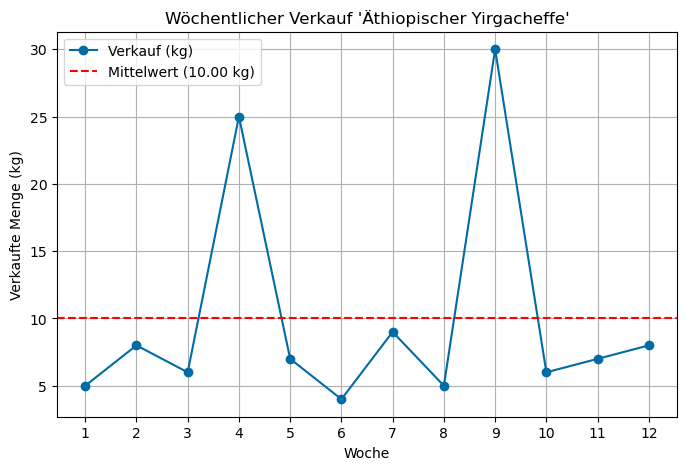 Wöchentlicher Verkauf 'Äthiopischer Yirgacheffe'
Verkauf (kg)
Mittelwert (10.00 kg)
Verkaufte Menge (kg)
30
25
20
15
10
5
1 2 3 4 5 6 7 8 9 10 11 12
Woche